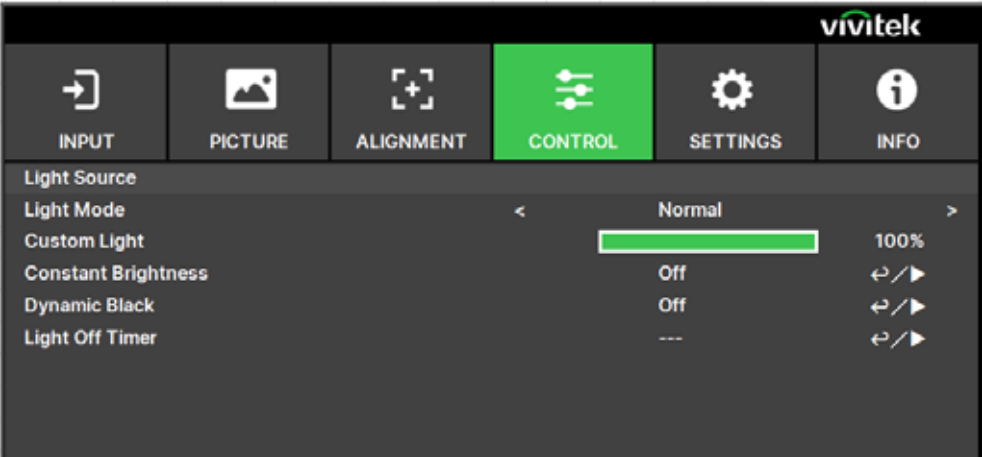 vivitek
INPUT PICTURE ALIGNMENT CONTROL SETTINGS INFO
Light Source
Light Mode < Normal >
Custom Light 100%
Constant Brightness Off ↵/▶
Dynamic Black Off ↵/▶
Light Off Timer --- ↵/▶